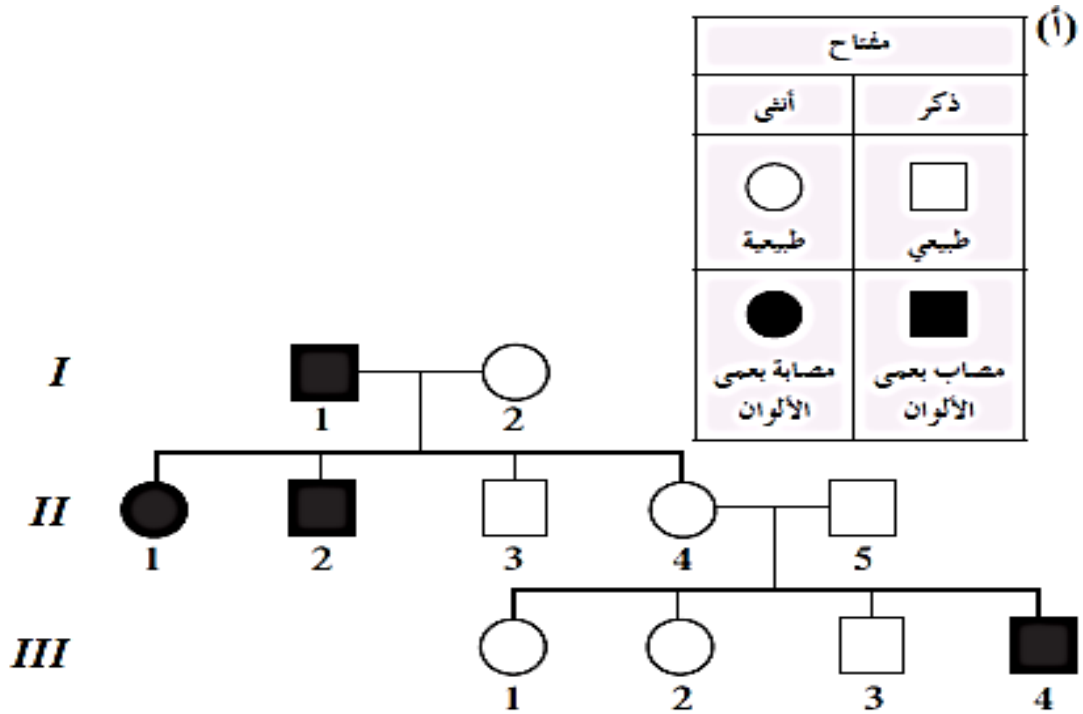 (أ)
مفتاح
ذكر أنثى
طبيعي طبيعية
مصاب بعمى مصابة بعمى
الألوان الألوان
I
1 2
II
1 2 3 4 5
III
1 2 3 4